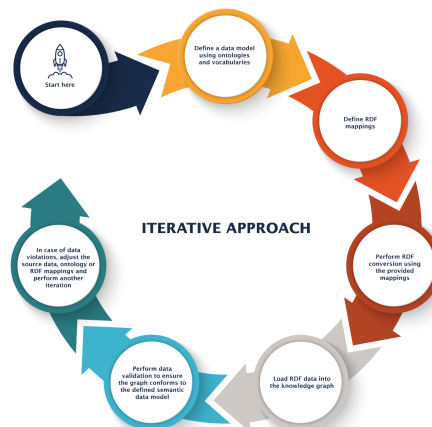 Start here
Define a data model
using ontologies
and vocabularies
Define RDF
mappings
ITERATIVE APPROACH
Perform RDF
conversion using
the provided
mappings
Load RDF data into
the knowledge graph
Perform data
validation to ensure
the graph conforms to
the defined semantic
data model
In case of data
violations, adjust the
source data, ontology or
RDF mappings and
perform another
iteration